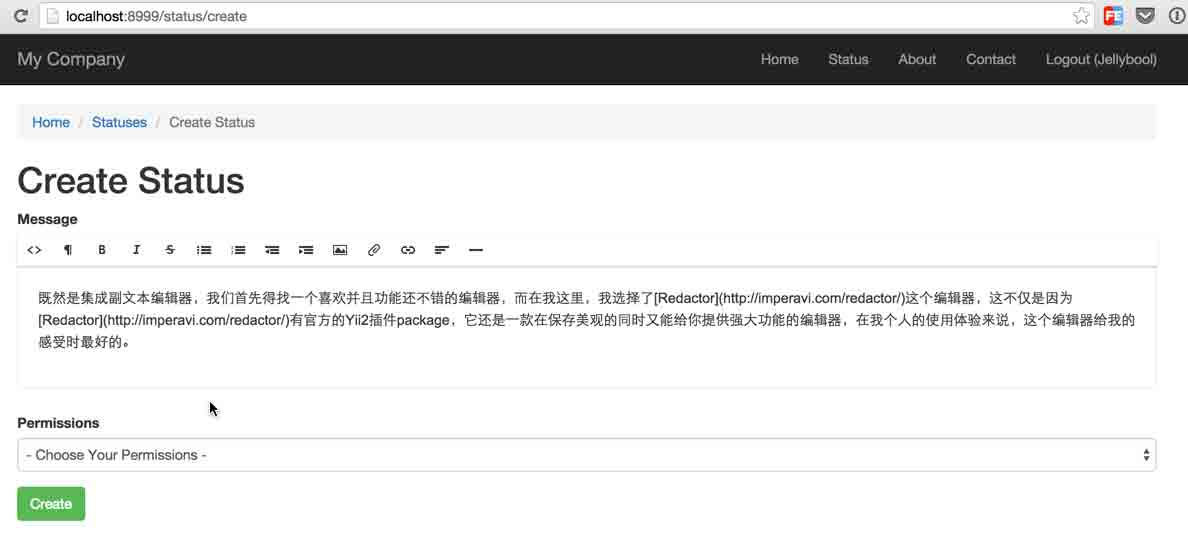 localhost:8999/status/create
FE
My Company Home Status About Contact Logout (Jellybool)
Home / Statuses / Create Status
Create Status
Message
<> ¶ B I S
既然是集成副文本编辑器，我们首先得找一个喜欢并且功能还不错的编辑器，而在我这里，我选择了[Redactor](http://imperavi.com/redactor/)这个编辑器，这不仅是因为
[Redactor](http://imperavi.com/redactor/)有官方的Yii2插件package，它还是一款在保存美观的同时又能给你提供强大功能的编辑器，在我个人的使用体验来说，这个编辑器给我的
感受时最好的。
Permissions
- Choose Your Permissions -
Create